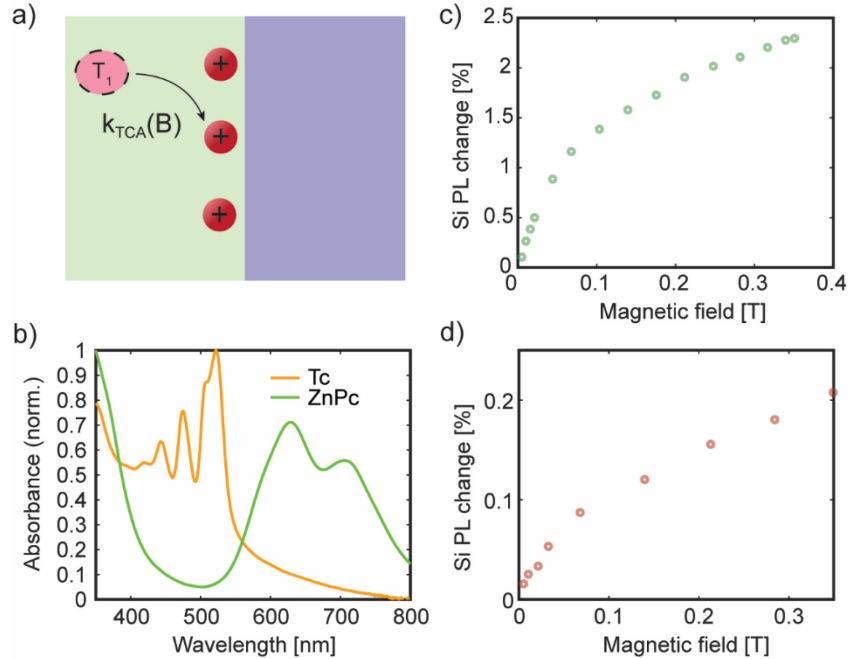 a)
T1
kTCA(B)
+
+
+
b)
1
0.9
0.8
0.7
0.6
0.5
0.4
0.3
0.2
0.1
0
Absorbance (norm.)
Tc
ZnPc
400 500 600 700 800
Wavelength [nm]
c)
2.5
2
1.5
1
0.5
0
Si PL change [%]
0 0.1 0.2 0.3 0.4
Magnetic field [T]
d)
0.2
0.1
0
Si PL change [%]
0 0.1 0.2 0.3
Magnetic field [T]